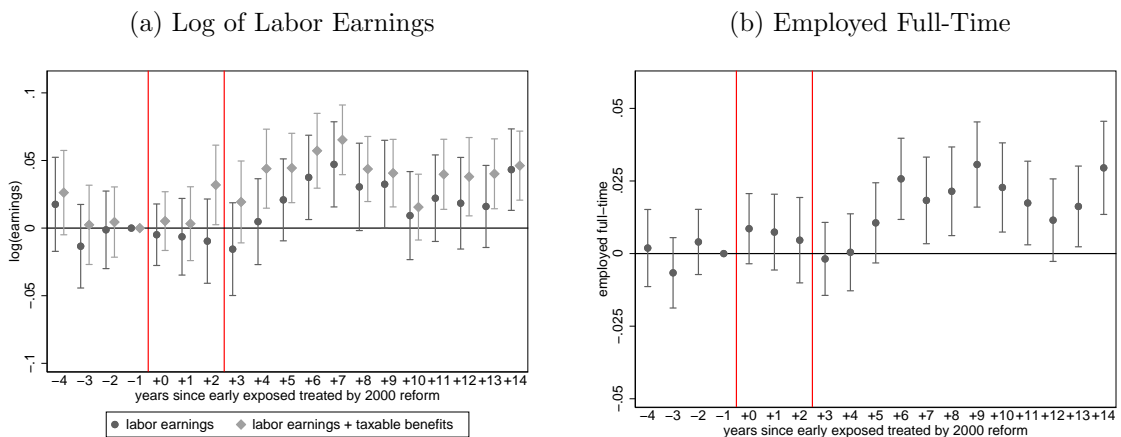 (a) Log of Labor Earnings
log(earnings)
.1
.05
0
−.05
−.1
−4 −3 −2 −1 +0 +1 +2 +3 +4 +5 +6 +7 +8 +9 +10 +11 +12 +13 +14
years since early exposed treated by 2000 reform
labor earnings labor earnings + taxable benefits
(b) Employed Full-Time
employed full-time
.05
.025
0
−.025
−.05
−4 −3 −2 −1 +0 +1 +2 +3 +4 +5 +6 +7 +8 +9 +10 +11 +12 +13 +14
years since early exposed treated by 2000 reform